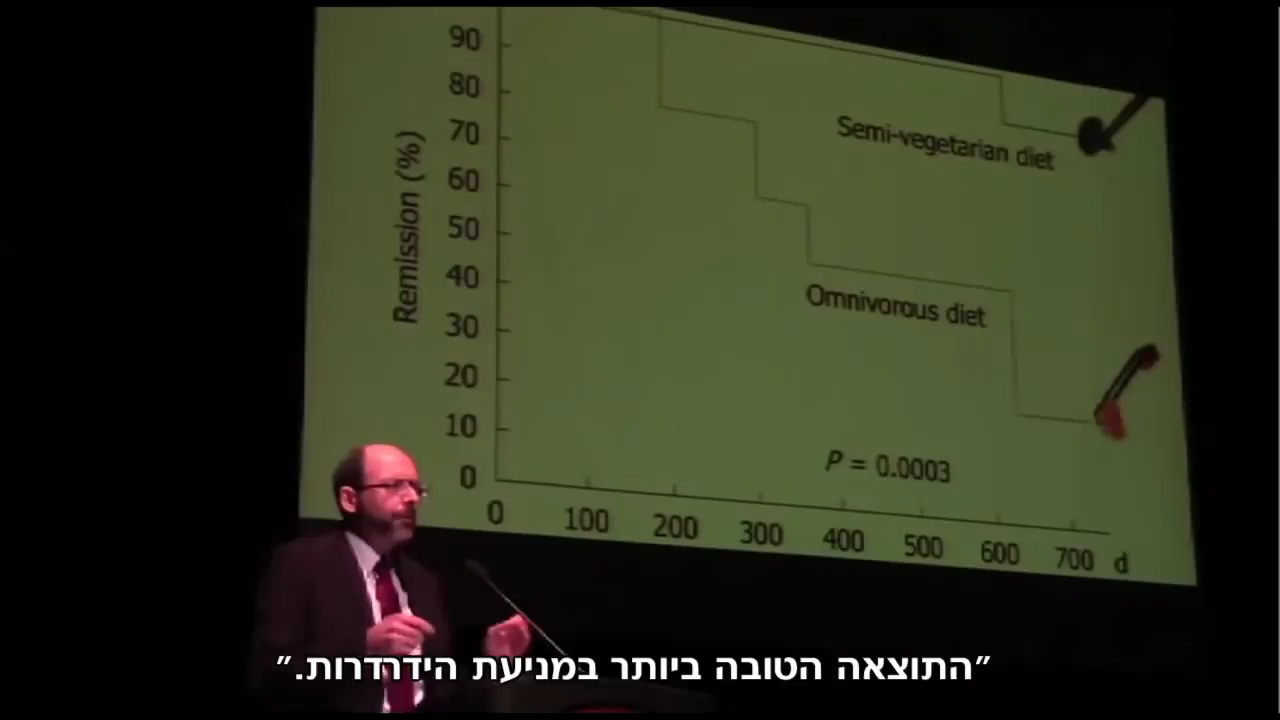 90
80
70
60
50
40
30
20
10
0
Remission (%)
Semi-vegetarian diet
Omnivorous diet
P = 0.0003
0 100 200 300 400 500 600 700 d
"התוצאה הטובה ביותר במניעת הידרדרות."